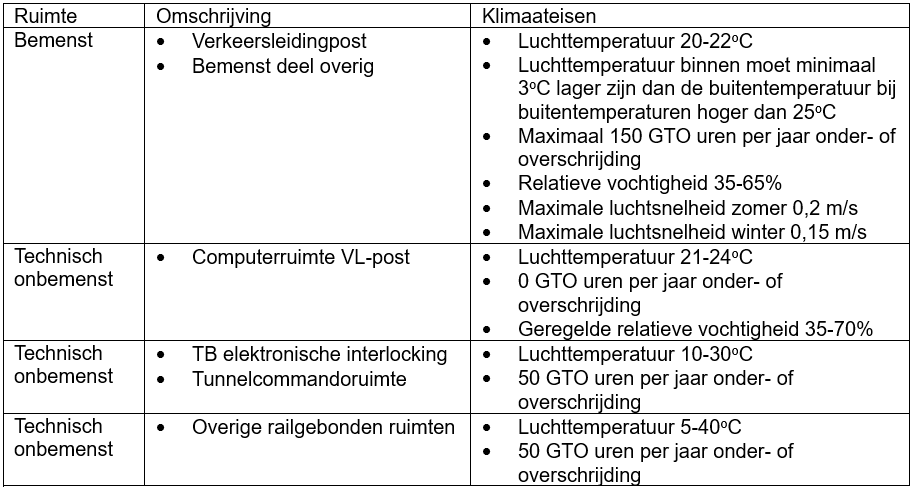 Ruimte Omschrijving Klimaateisen
Bemenst
• Verkeersleidingpost
• Bemenst deel overig
• Luchttemperatuur 20-22°C
• Luchttemperatuur binnen moet minimaal
3°C lager zijn dan de buitentemperatuur bij
buitentemperaturen hoger dan 25°C
• Maximaal 150 GTO uren per jaar onder- of
overschrijding
• Relatieve vochtigheid 35-65%
• Maximale luchtsnelheid zomer 0,2 m/s
• Maximale luchtsnelheid winter 0,15 m/s
Technisch
onbemenst
• Computerruimte VL-post
• Luchttemperatuur 21-24°C
• 0 GTO uren per jaar onder- of
overschrijding
• Geregelde relatieve vochtigheid 35-70%
Technisch
onbemenst
• TB elektronische interlocking
• Tunnelcommandoruimte
• Luchttemperatuur 10-30°C
• 50 GTO uren per jaar onder- of
overschrijding
Technisch
onbemenst
• Overige railgebonden ruimten
• Luchttemperatuur 5-40°C
• 50 GTO uren per jaar onder- of
overschrijding